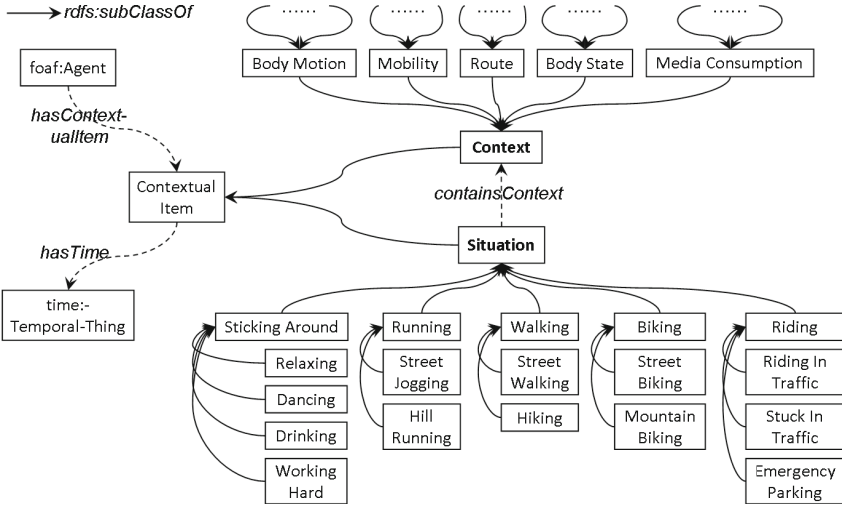 rdfs:subClassOf
...... ...... ...... ...... ......
foaf:Agent
Body Motion
Mobility
Route
Body State
Media Consumption
hasContext-
ualItem
Context
Contextual
Item
containsContext
Situation
hasTime
time:-
Temporal-Thing
Sticking Around
Running
Walking
Biking
Riding
Relaxing
Dancing
Drinking
Working
Hard
Street
Jogging
Hill
Running
Street
Walking
Hiking
Street
Biking
Mountain
Biking
Riding In
Traffic
Stuck In
Traffic
Emergency
Parking